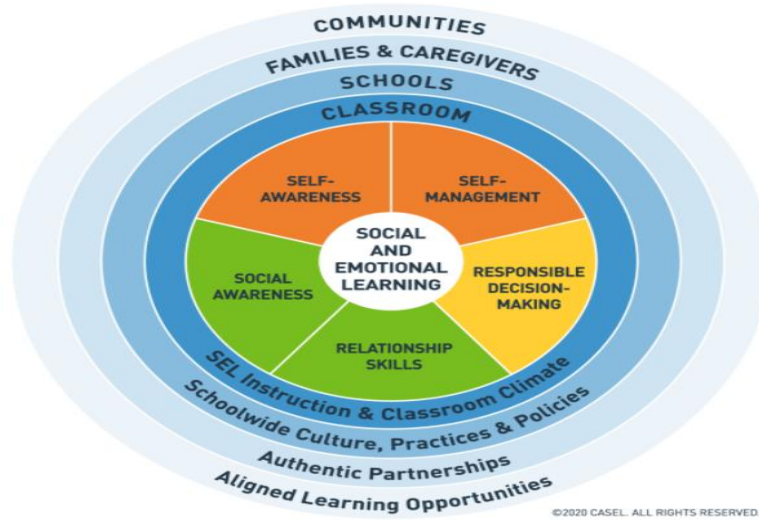 COMMUNITIES
FAMILIES & CAREGIVERS
SCHOOLS
CLASSROOM
SELF-
AWARENESS
SELF-
MANAGEMENT
SOCIAL
AND
EMOTIONAL
LEARNING
SOCIAL
AWARENESS
RESPONSIBLE
DECISION-
MAKING
RELATIONSHIP
SKILLS
SEL Instruction & Classroom Climate
Schoolwide Culture, Practices & Policies
Authentic Partnerships
Aligned Learning Opportunities
©2020 CASEL. ALL RIGHTS RESERVED.